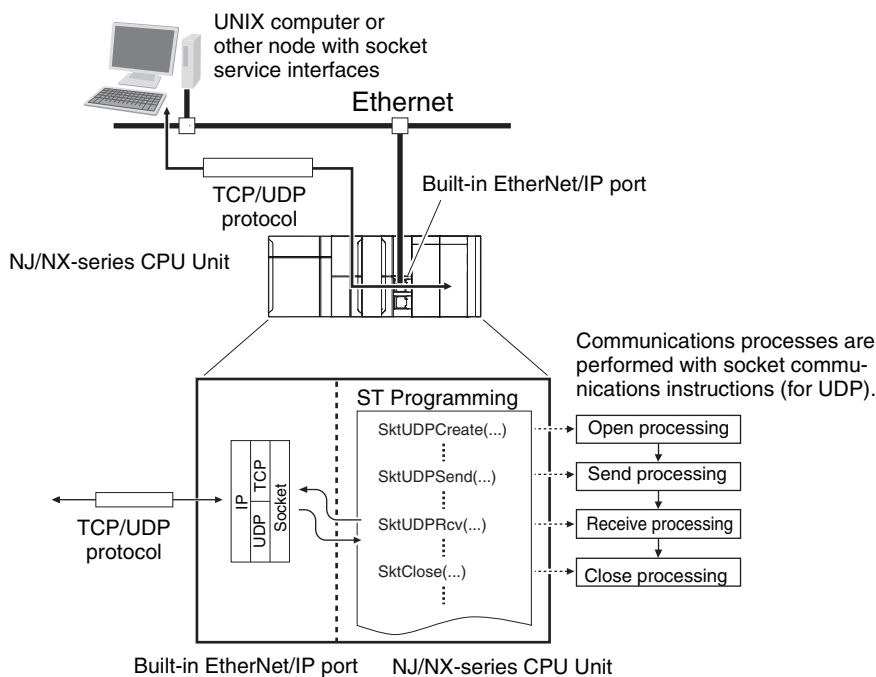 UNIX computer or
other node with socket
service interfaces
Ethernet
TCP/UDP
protocol
Built-in EtherNet/IP port
NJ/NX-series CPU Unit
Communications processes are
performed with socket commu-
nications instructions (for UDP).
ST Programming
SktUDPCreate(...)
Open processing
SktUDPSend(...)
Send processing
IP
UDP
TCP
Socket
SktUDPRcv(...)
Receive processing
TCP/UDP
protocol
SktClose(...)
Close processing
Built-in EtherNet/IP port
NJ/NX-series CPU Unit